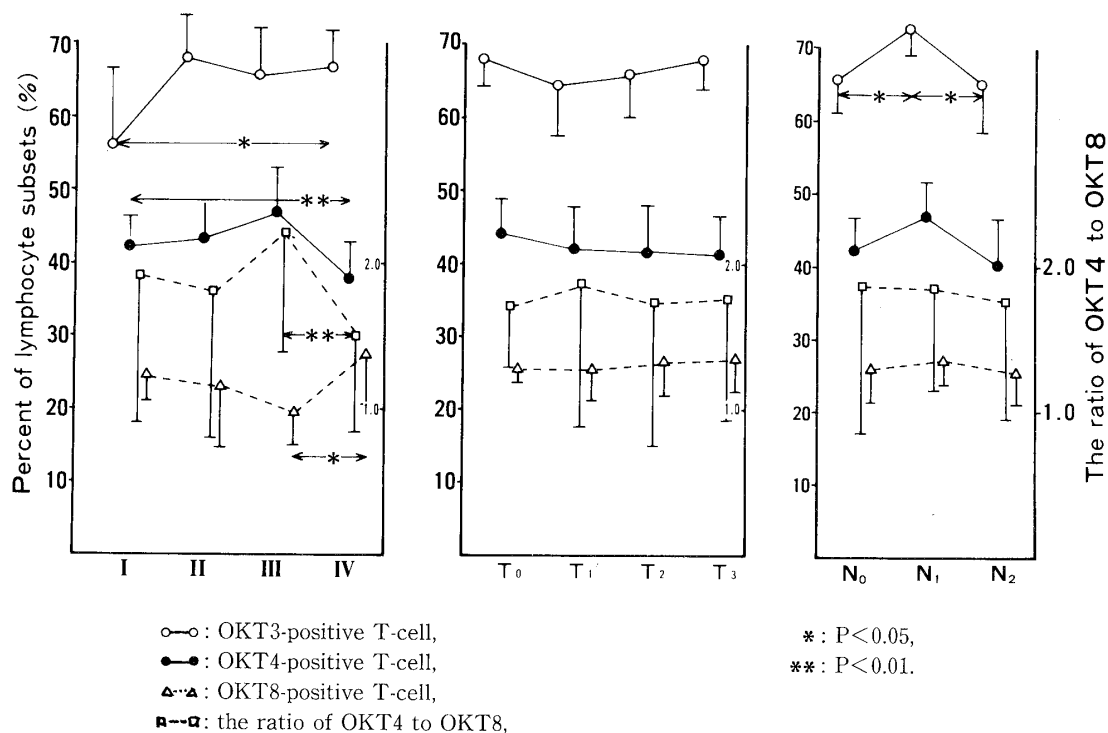 Percent of lymphocyte subsets (%)
70
60
50
40
30
20
10
*
**
**
*
2.0
1.0
I II III IV
70
60
50
40
30
20
10
2.0
1.0
T0 T1 T2 T3
70
60
50
40
30
20
10
* *
2.0
1.0
N0 N1 N2
The ratio of OKT4 to OKT8
: OKT3-positive T-cell,
: OKT4-positive T-cell,
: OKT8-positive T-cell,
: the ratio of OKT4 to OKT8,
* : P<0.05,
** : P<0.01.